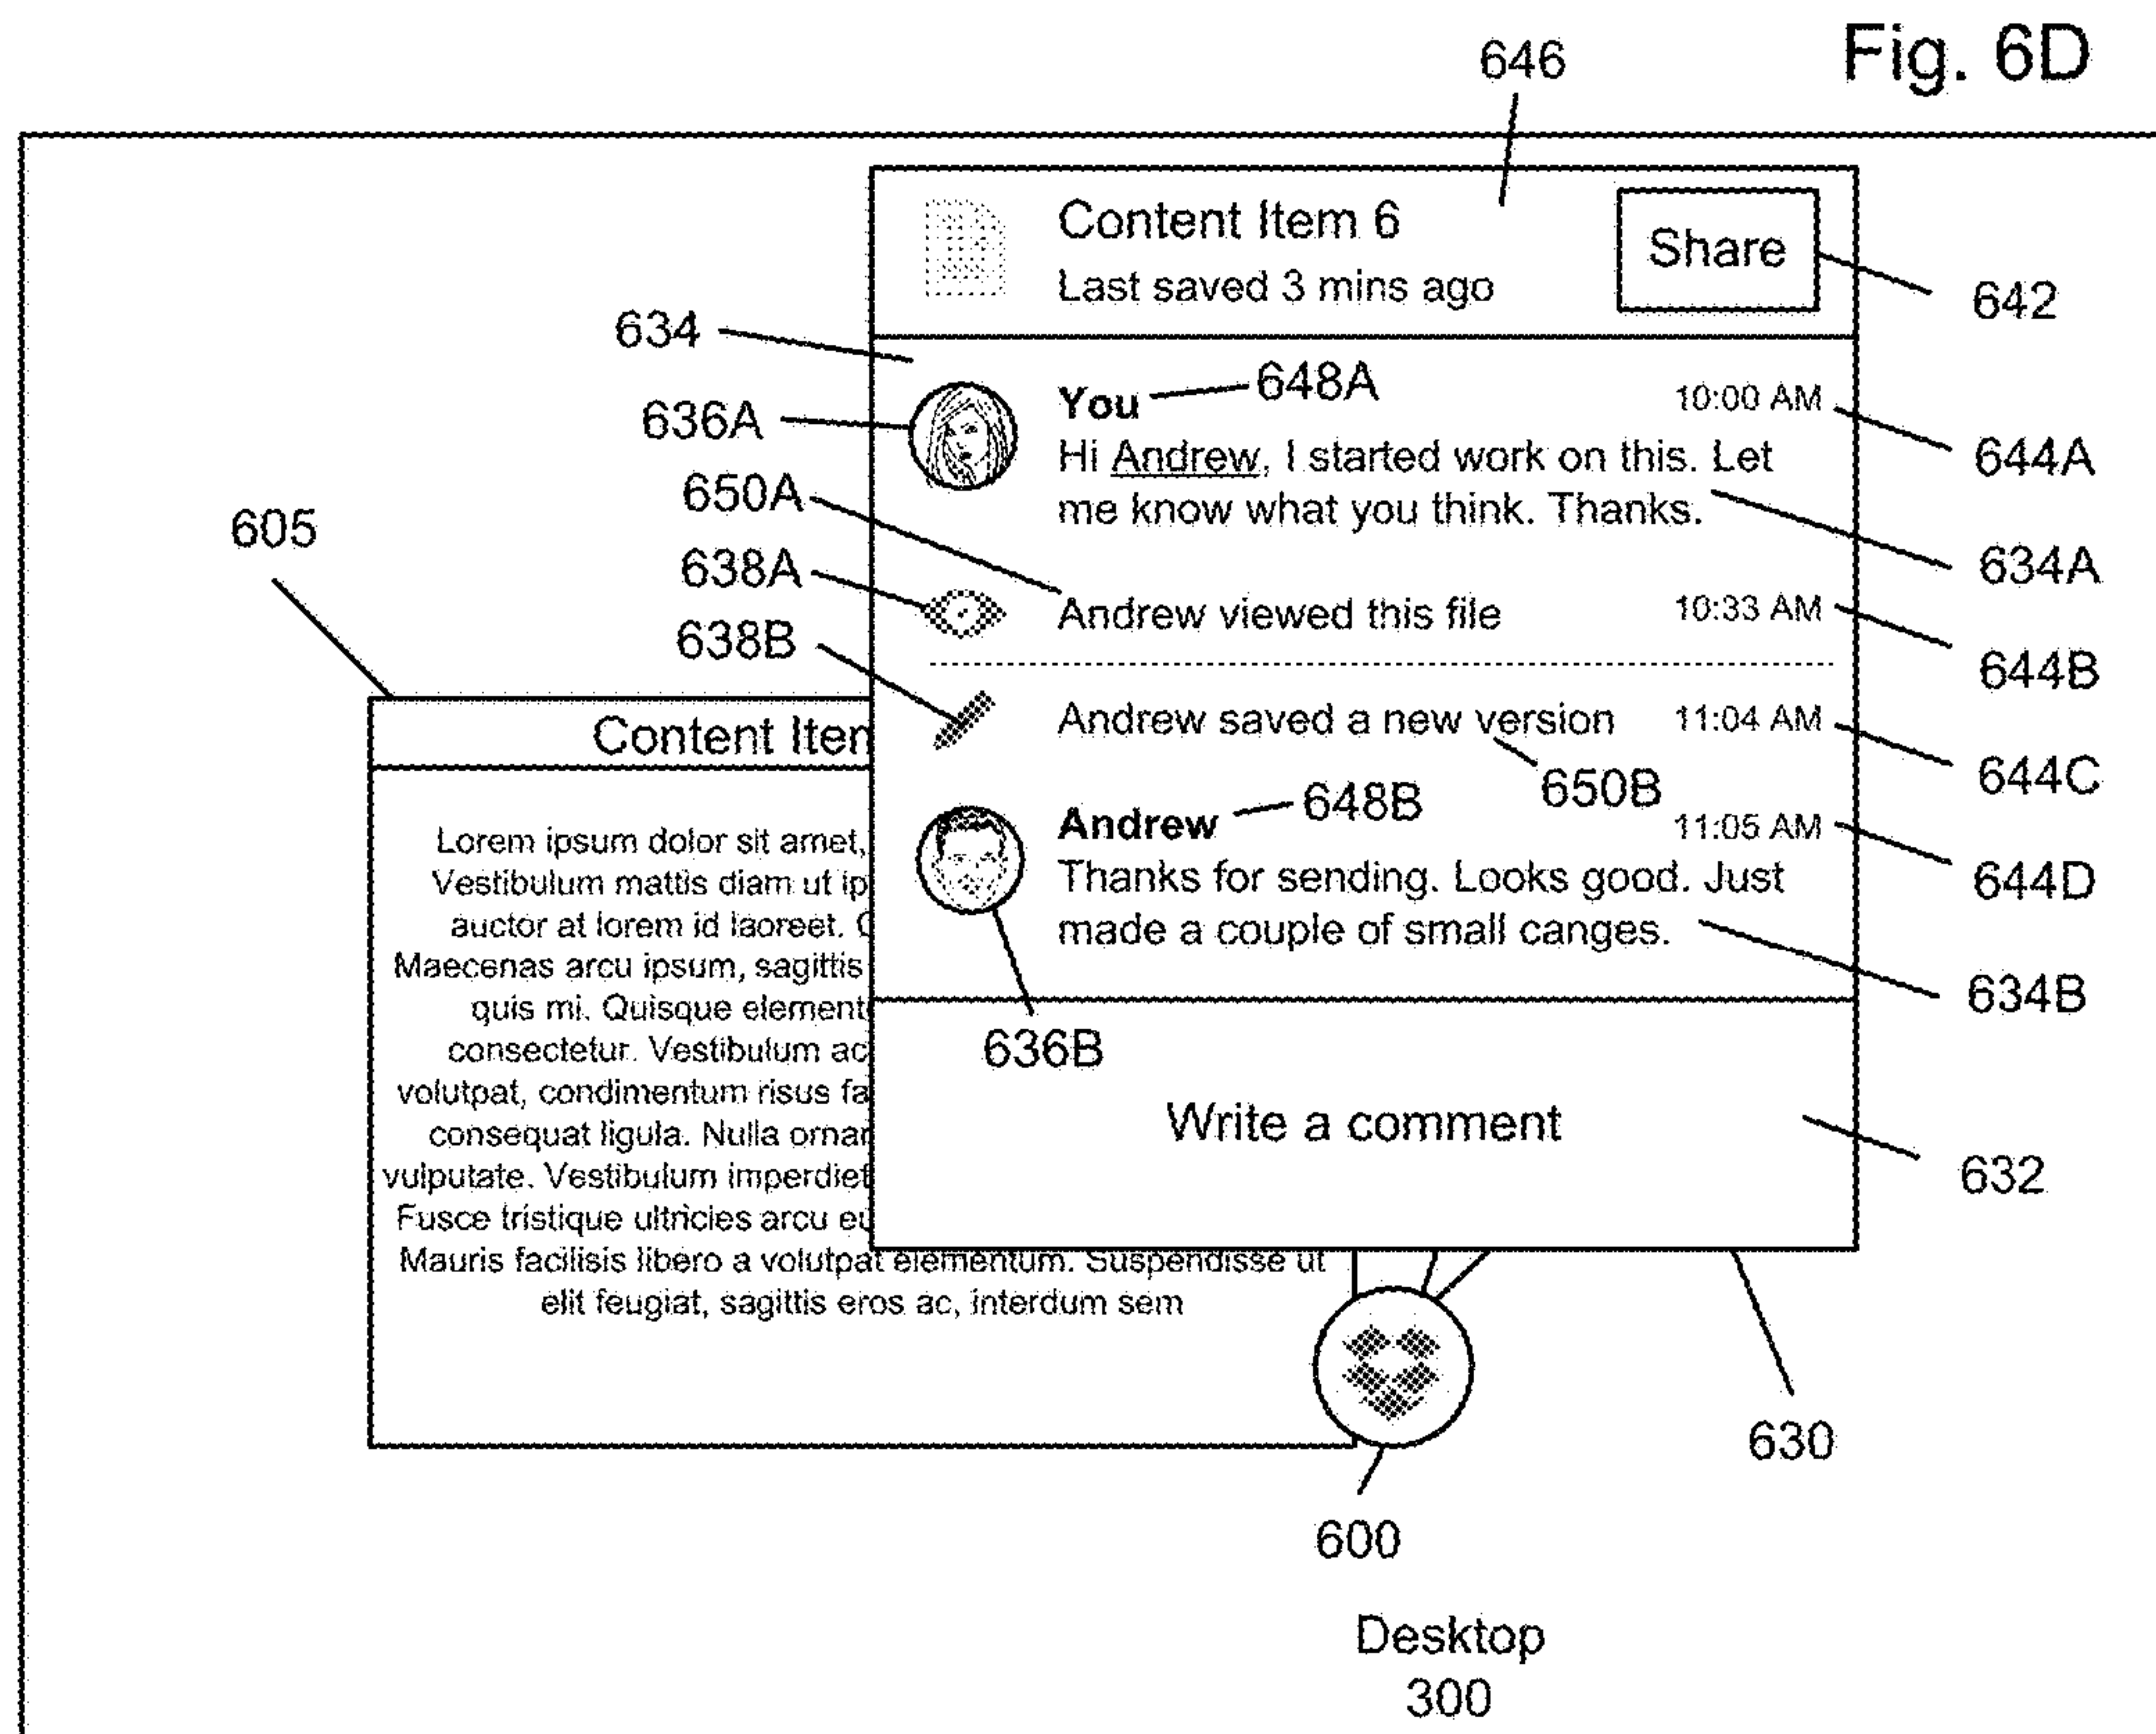 Fig. 6D
646
Content Item 6
Share
Last saved 3 mins ago
642
634
You
648A
10:00 AM
636A
Hi Andrew, I started work on this. Let
me know what you think. Thanks.
644A
650A
634A
605
638A
Andrew viewed this file
10:33 AM
638B
644B
Andrew saved a new version
11:04 AM
650B
644C
Andrew
648B
11:05 AM
Thanks for sending. Looks good. Just
made a couple of small canges.
644D
634B
636B
Write a comment
632
Content Item
Lorem ipsum dolor sit amet,
Vestibulum mattis diam ut ip
auctor at lorem id laoreet.
Maecenas arcu ipsum, sagittis
quis mi. Quisque element
consectetur. Vestibulum ac
volutpat, condimentum risus fa
consequat ligula. Nulla ornar
vulputate. Vestibulum imperdiet
Fusce tristique ultricies arcu eu
Mauris facilisis libero a volutpat elementum. Suspendisse ut
elit feugiat, sagittis eros ac, interdum sem
630
600
Desktop
300